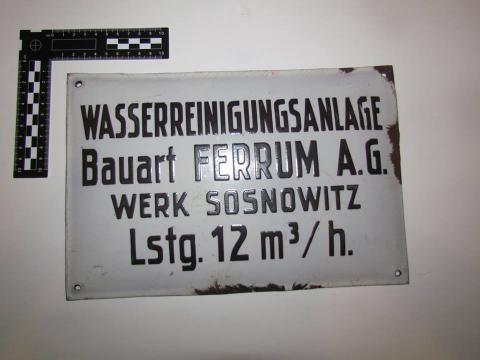 WASSERREINIGUNGSANLAGE
Bauart FERRUM A.G.
WERK SOSNOWITZ
Lstg. 12 m³/h.